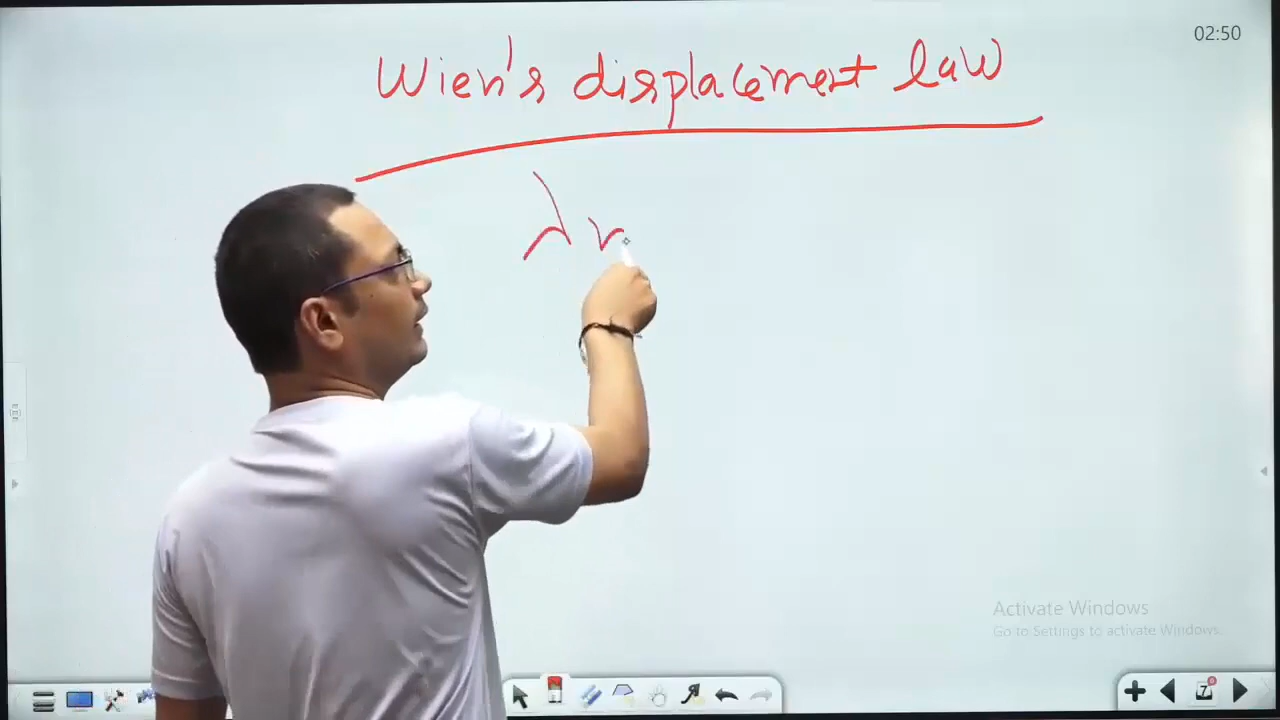 02:50
Wien's displacement law
λ
Activate Windows
Go to Settings to activate Windows.